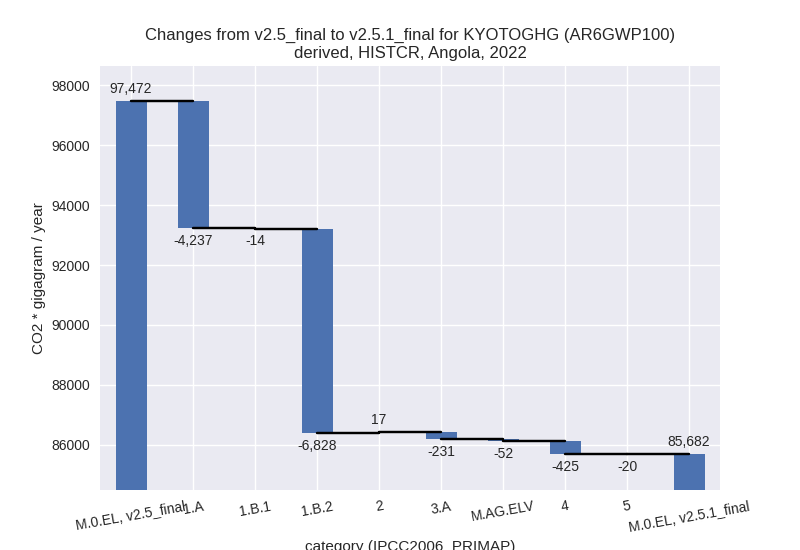 Changes from v2.5_final to v2.5.1_final for KYOTOGHG (AR6GWP100)
derived, HISTCR, Angola, 2022
CO2 * gigagram / year
98000
96000
94000
92000
90000
88000
86000
97,472
-4,237
-14
-6,828
17
-231
-52
-425
-20
85,682
M.0.EL, v2.5_final
1.A
1.B.1
1.B.2
2
3.A
M.AG.ELV
4
5
M.0.EL, v2.5.1_final
category (IPCC2006_PRIMAP)